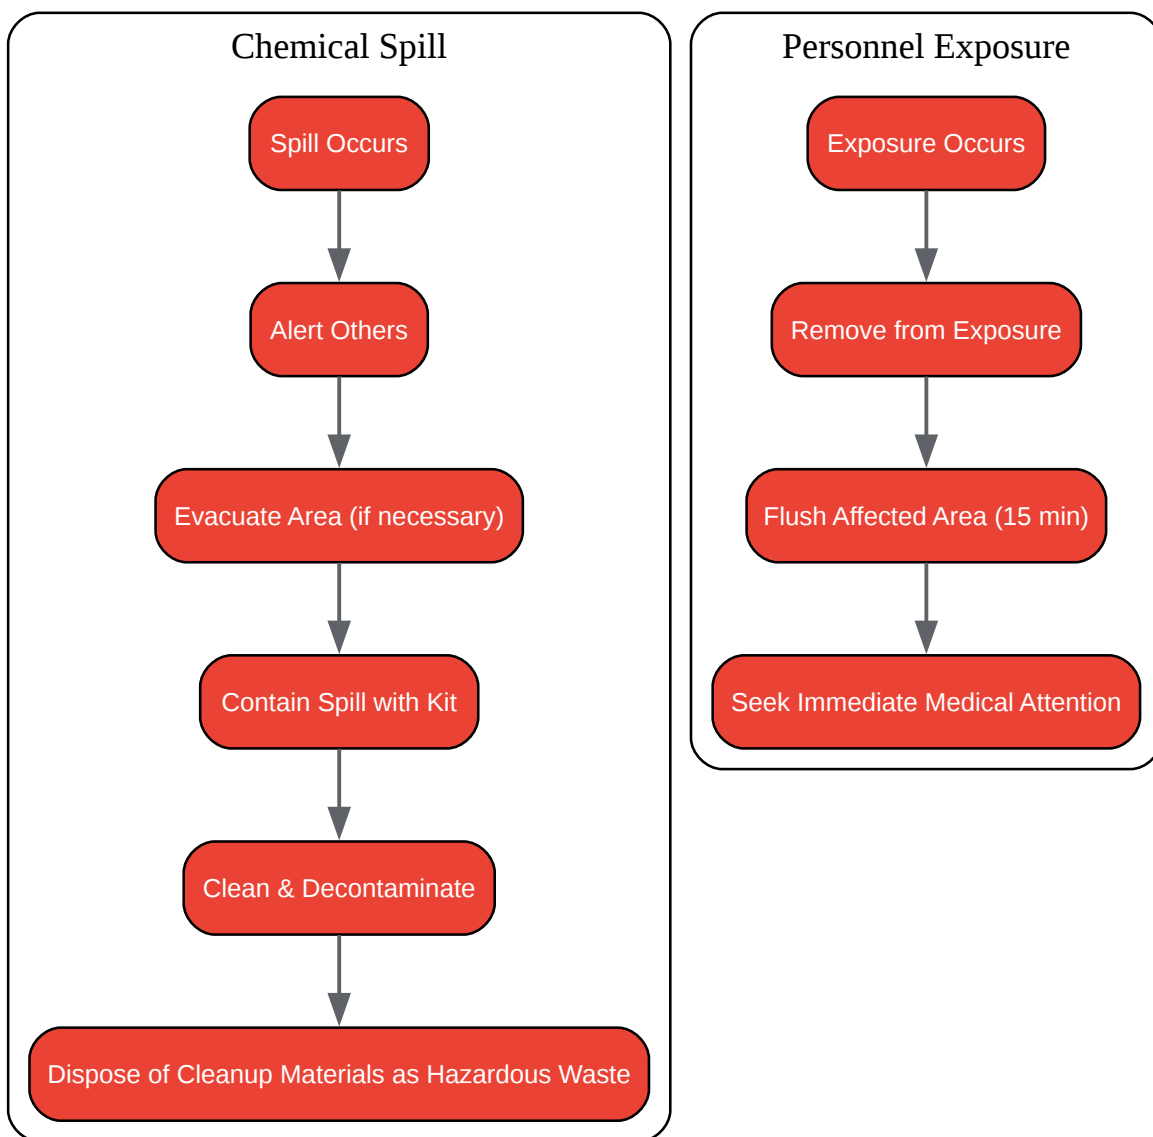 Chemical Spill
Spill Occurs
Alert Others
Evacuate Area (if necessary)
Contain Spill with Kit
Clean & Decontaminate
Dispose of Cleanup Materials as Hazardous Waste
Personnel Exposure
Exposure Occurs
Remove from Exposure
Flush Affected Area (15 min)
Seek Immediate Medical Attention